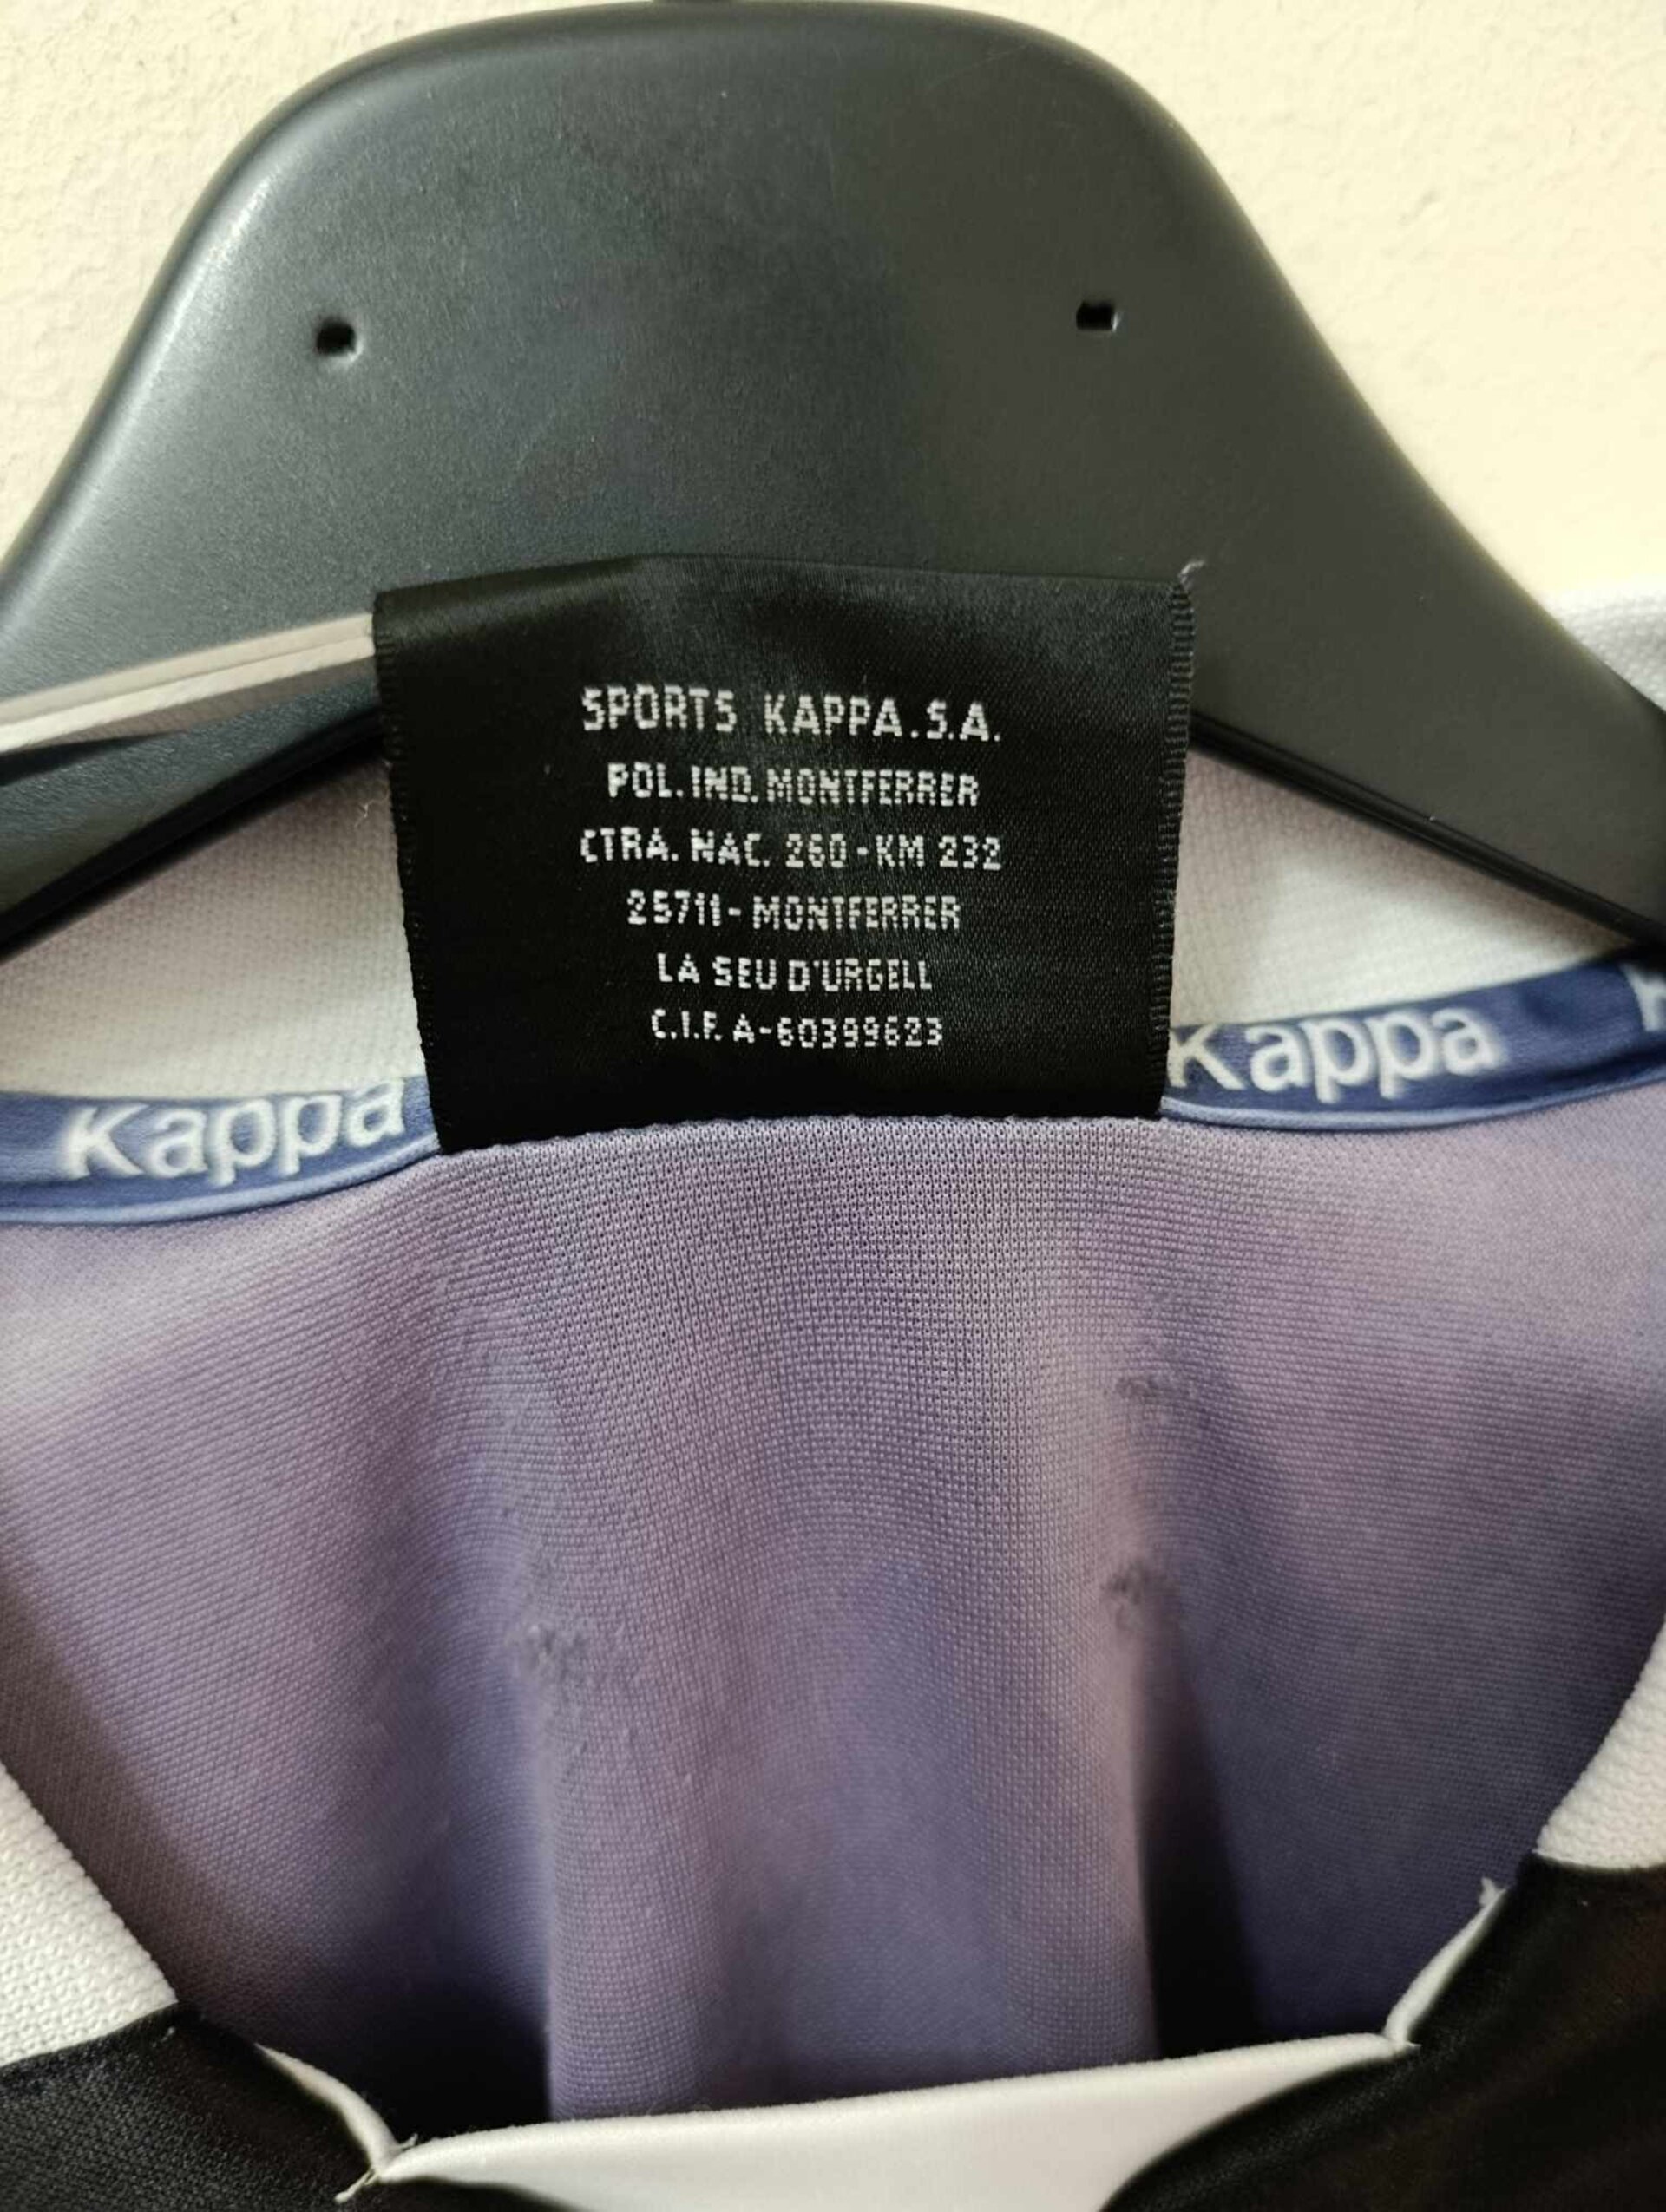 SPORTS KAPPA.S.A.
POL.IND.MONTFERRER
CTRA. NAC. 260-KM 232
25711-MONTFERRER
LA SEU D'URGELL
C.I.F. A-60399623
Kappa
Kappa